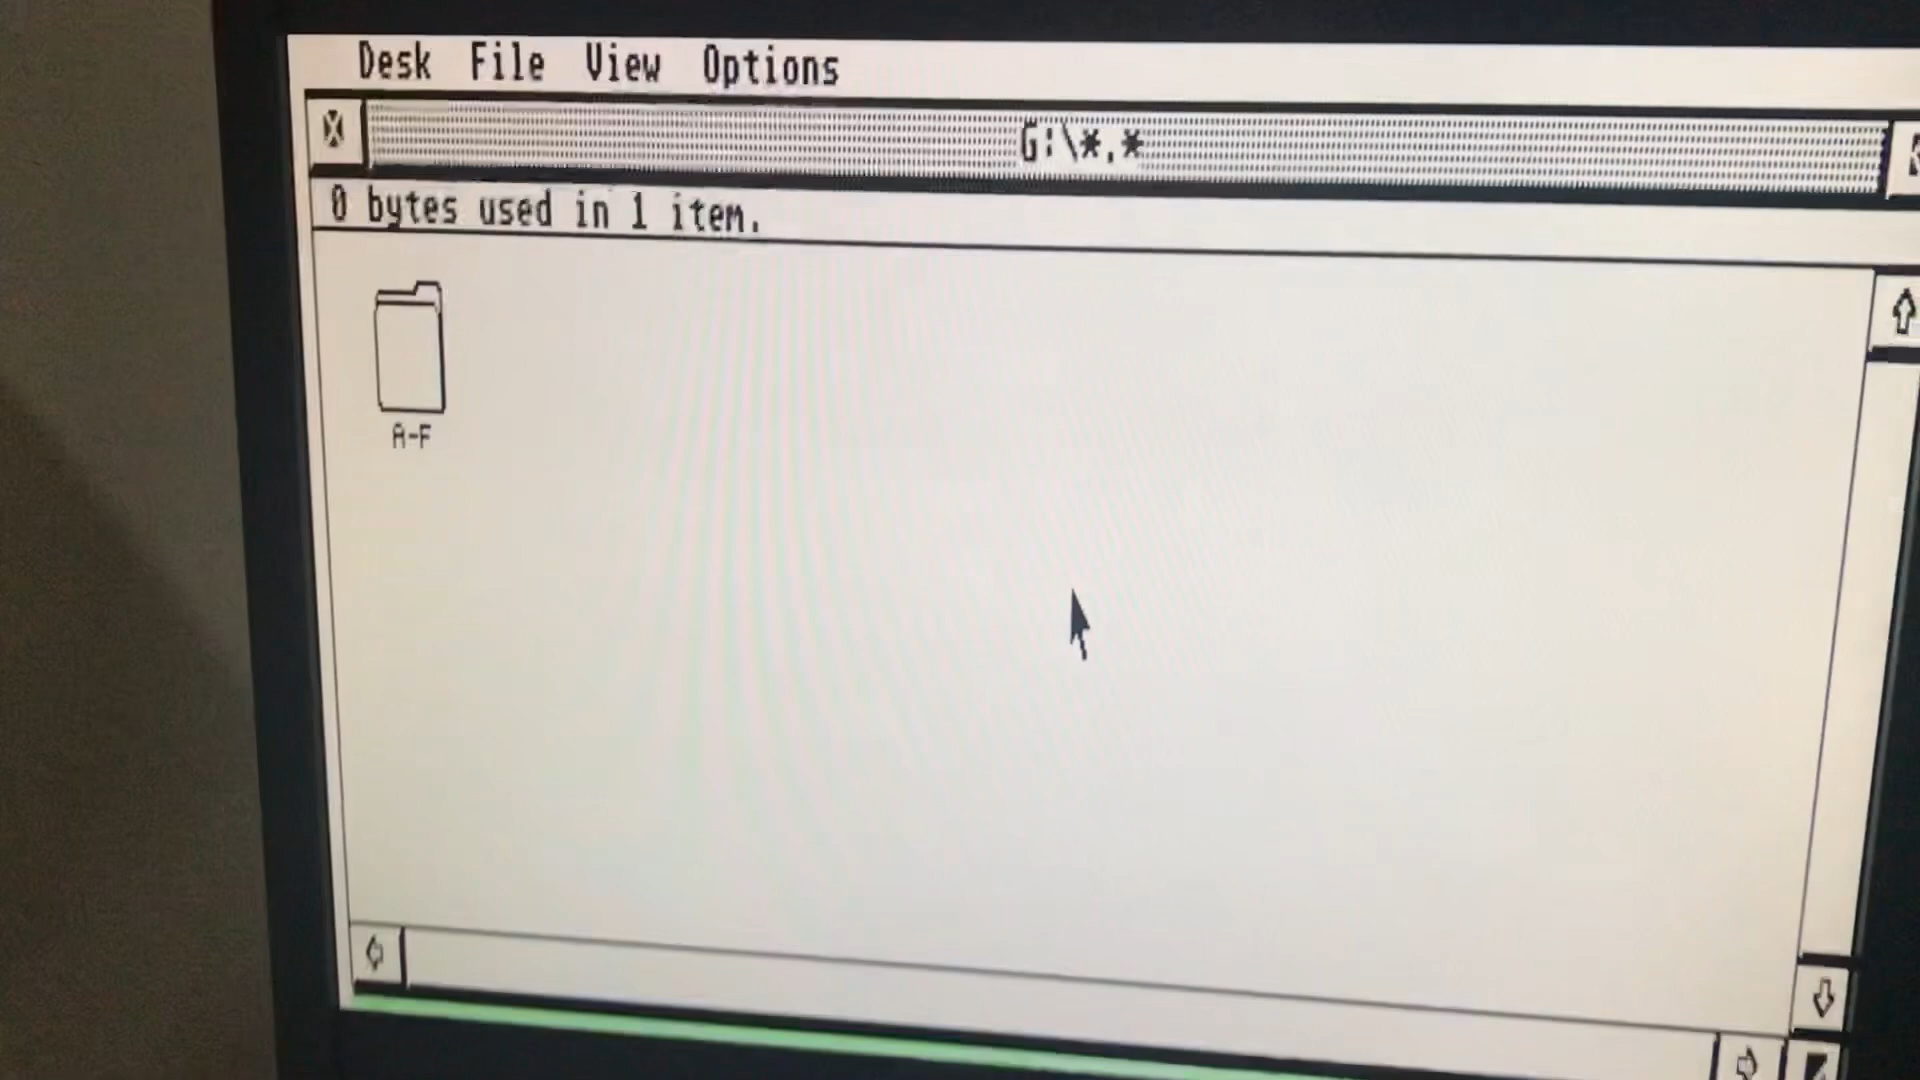 Desk File View Options
G:\*.*
0 bytes used in 1 item.
A-F